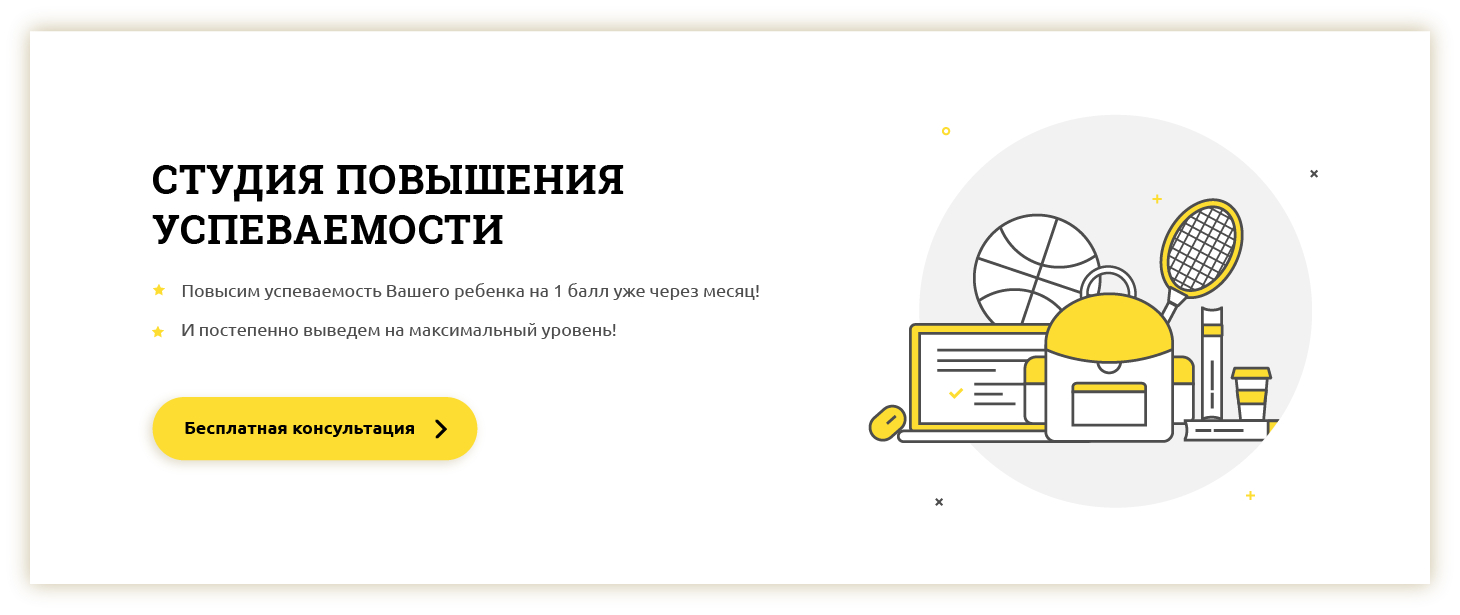 СТУДИЯ ПОВЫШЕНИЯ
УСПЕВАЕМОСТИ
Повысим успеваемость Вашего ребенка на 1 балл уже через месяц!
И постепенно выведем на максимальный уровень!
Бесплатная консультация